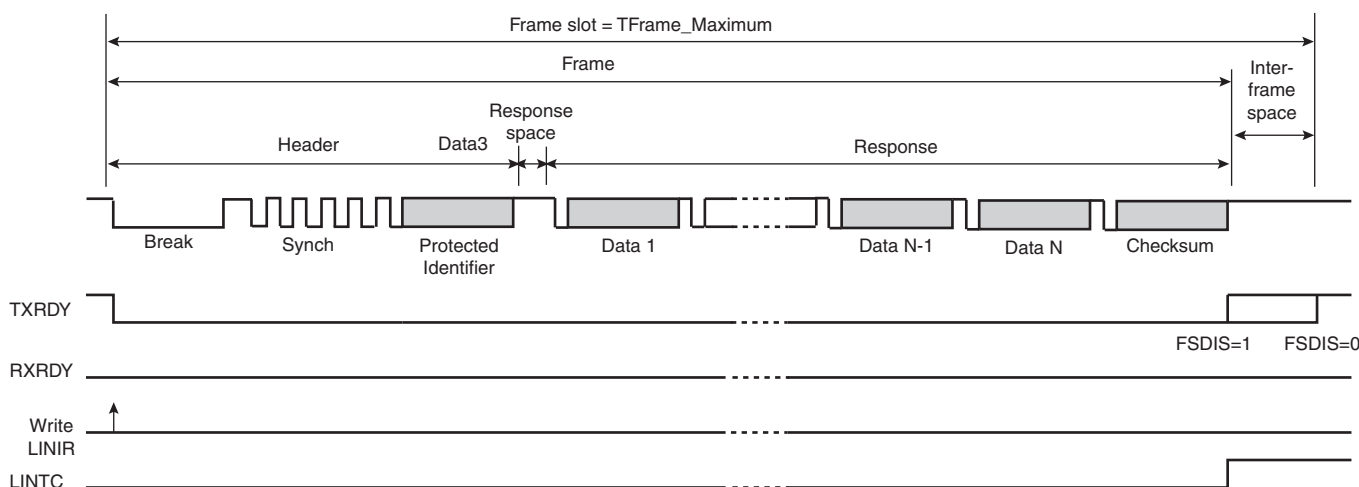 Frame slot = TFrame_Maximum
Frame
Inter-
frame
space
Response
space
Header
Data3
Response
Break
Synch
Protected
Identifier
Data 1
Data N-1
Data N
Checksum
TXRDY
FSDIS=1
FSDIS=0
RXRDY
Write
LINIR
LINTC